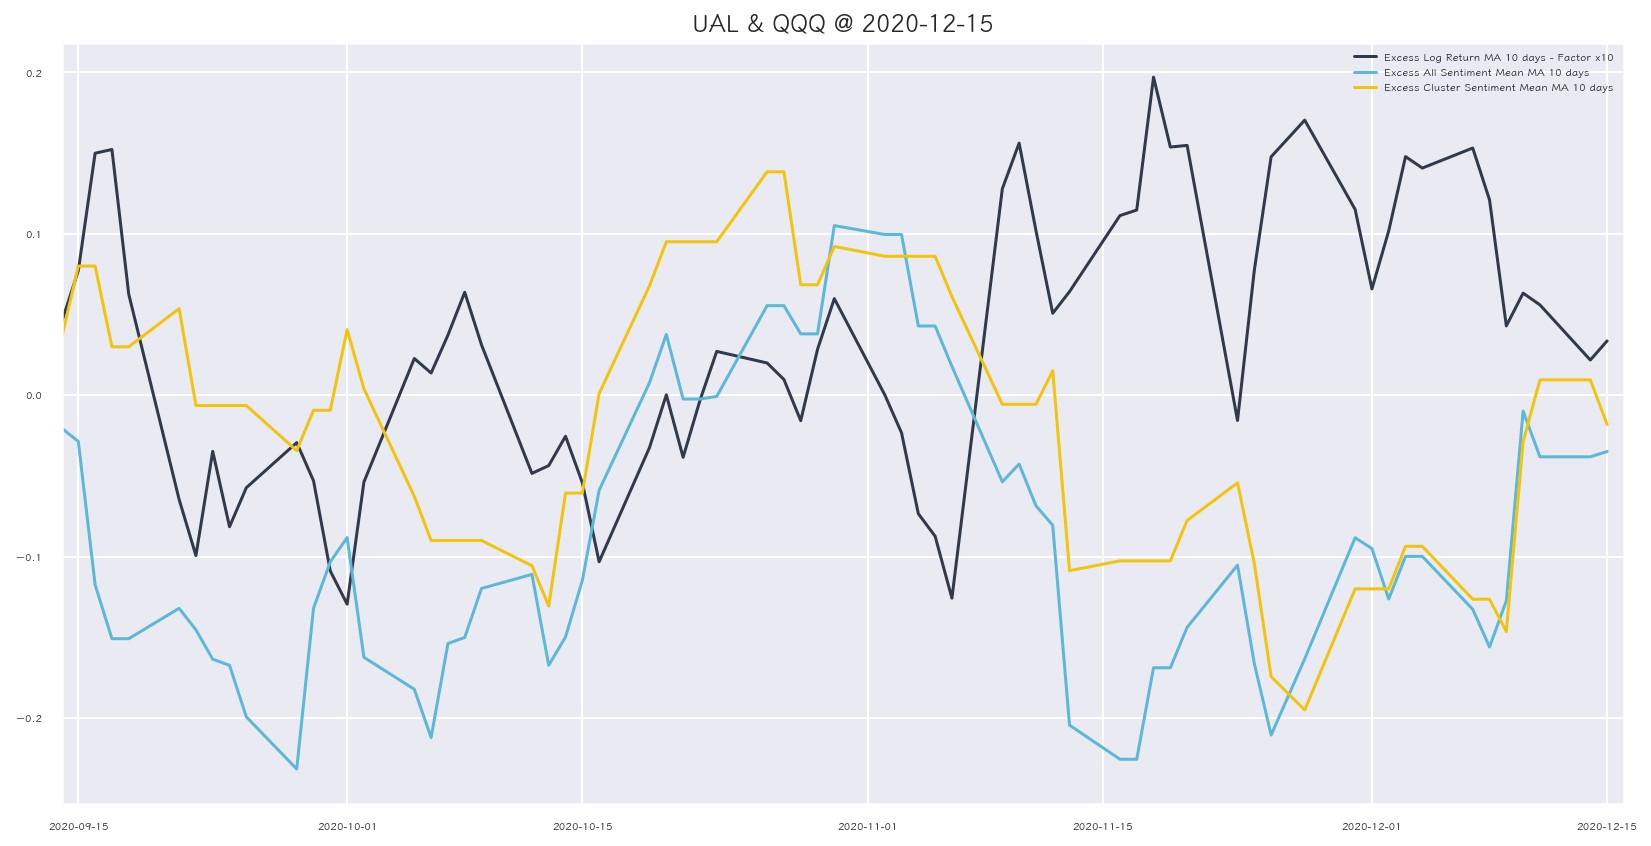 UAL & QQQ @ 2020-12-15
Excess Log Return MA 10 days - Factor x10
Excess All Sentiment Mean MA 10 days
Excess Cluster Sentiment Mean MA 10 days
0.2
0.1
0.0
−0.1
−0.2
2020-09-15 2020-10-01 2020-10-15 2020-11-01 2020-11-15 2020-12-01 2020-12-15